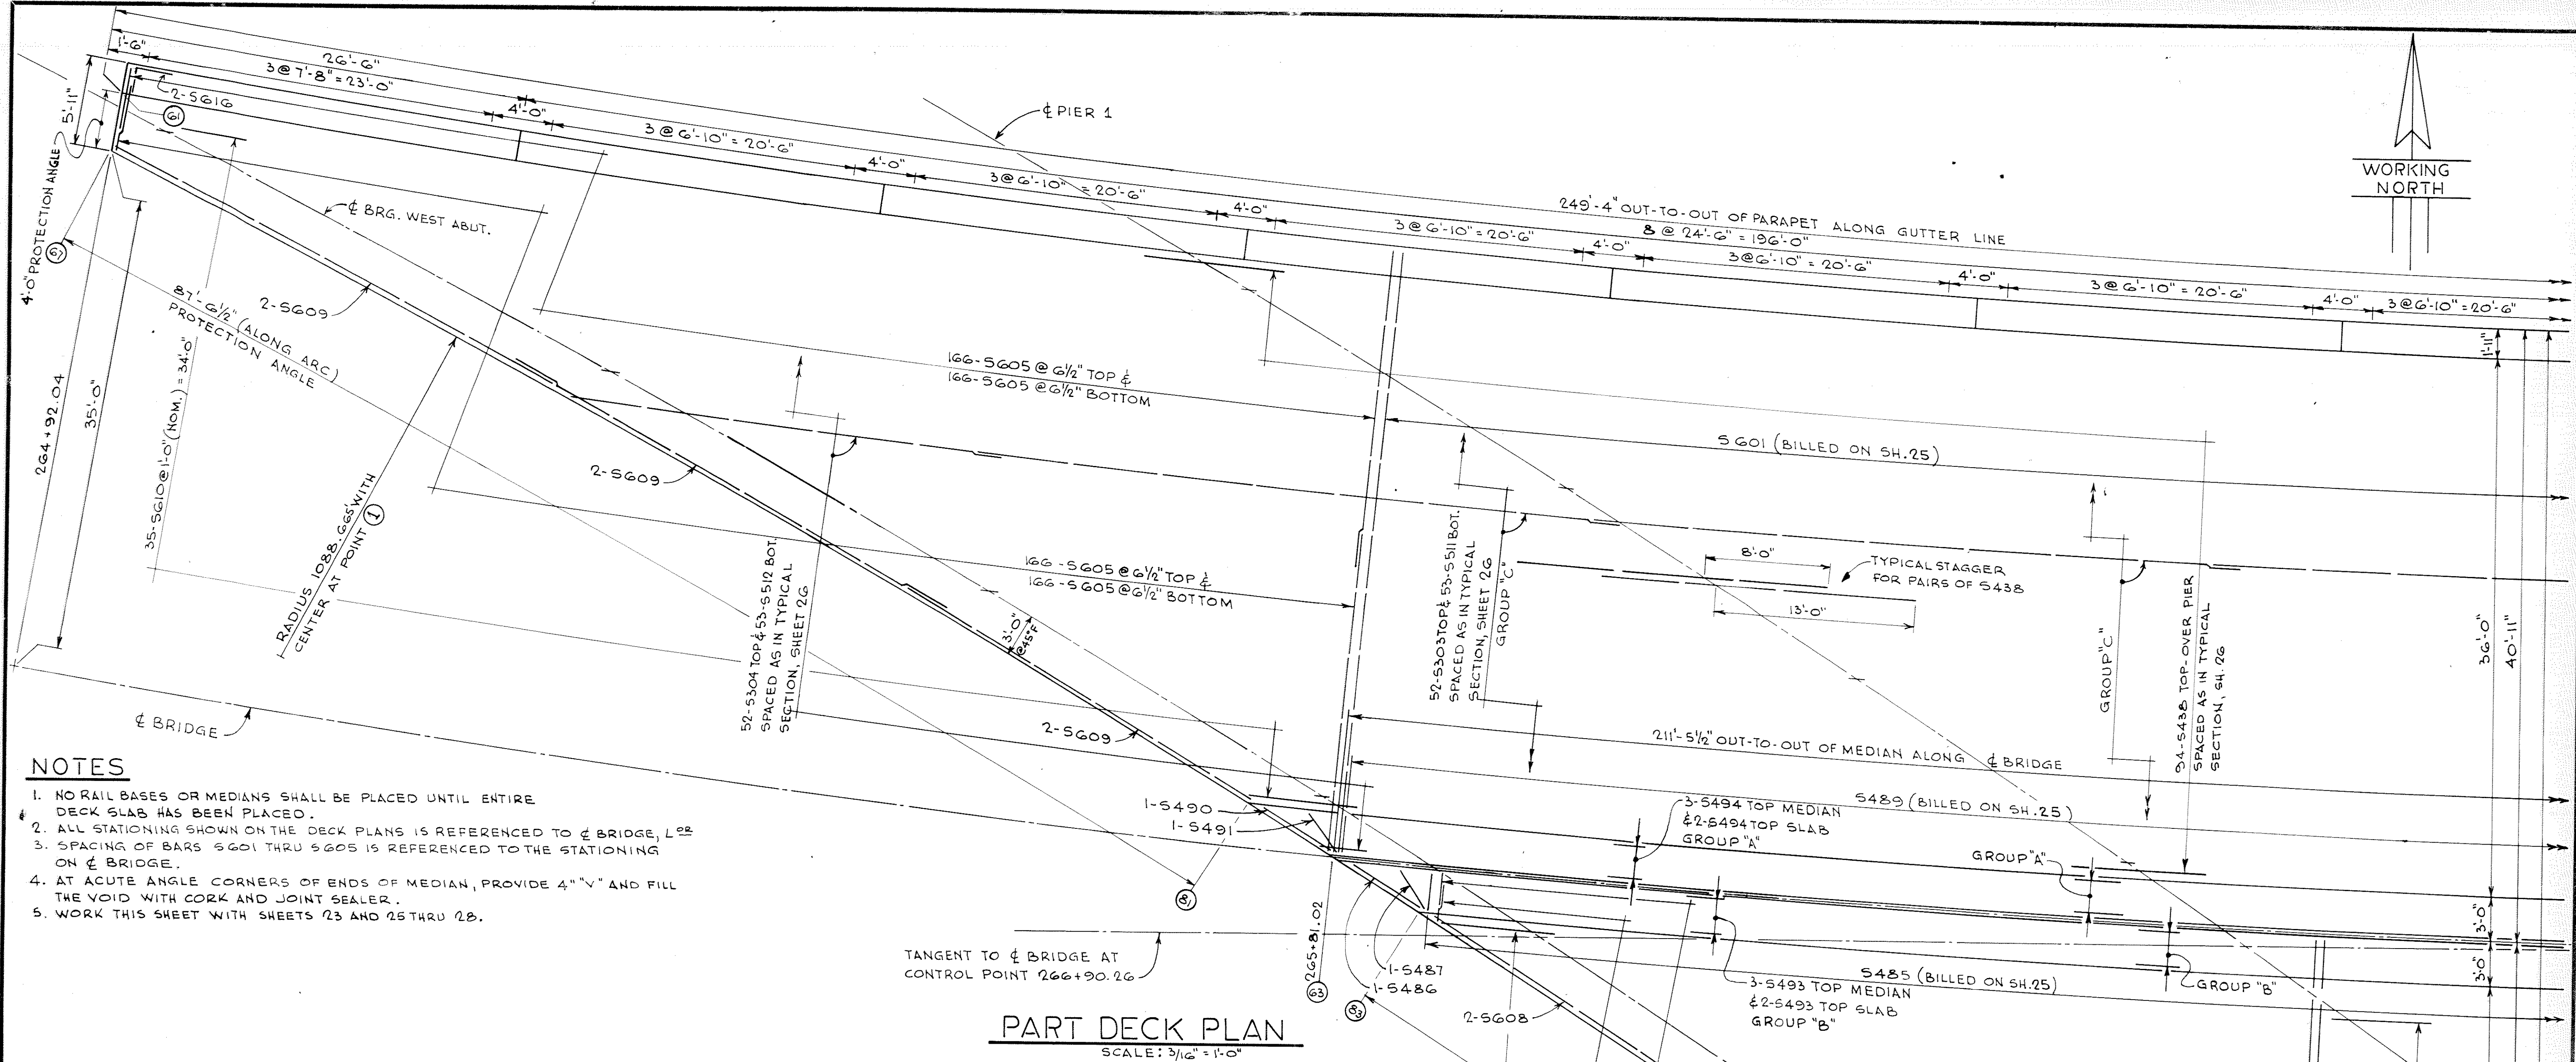 1'-6"
26'-6"
3@7'-8"=23'-0"
4'-0"
3@6'-10"=20'-6"
4'-0"
3@6'-10"=20'-6"
4'-0"
3@6'-10"=20'-6"
4'-0"
3@6'-10"=20'-6"
4'-0"
3@6'-10"=20'-6"
4'-0"
3@6'-10"=20'-6"
249'-4" OUT-TO-OUT OF PARAPET ALONG GUTTER LINE
8 @ 24'-6" = 196'-0"
℄ PIER 1
WORKING
NORTH
5'-11"
4'-0" PROTECTION ANGLE
2-S616
61
67
℄ BRG. WEST ABUT.
2-S609
87'-6½" (ALONG ARC)
PROTECTION ANGLE
264+92.04
35'-0"
35-S610@1'-0" (NOM.) = 34'-0"
RADIUS 1088.665' WITH
CENTER AT POINT 1
166-S605@6½" TOP &
166-S605@6½" BOTTOM
2-S609
52-S304 TOP & 53-S512 BOT.
SPACED AS IN TYPICAL
SECTION, SHEET 26
166-S605@6½" TOP &
166-S605@6½" BOTTOM
3'-0"
@45°F
2-S609
S601 (BILLED ON SH.25)
52-S303 TOP & 53-S511 BOT.
SPACED AS IN TYPICAL
SECTION, SHEET 26
GROUP "C"
8'-0"
TYPICAL STAGGER
FOR PAIRS OF S438
13'-0"
GROUP "C"
94-S438 TOP-OVER PIER
SPACED AS IN TYPICAL
SECTION, SH.26
1'-11"
36'-0"
40'-11"
3'-0"
3'-0"
211'-5½" OUT-TO-OUT OF MEDIAN ALONG ℄ BRIDGE
S489 (BILLED ON SH.25)
℄ BRIDGE
1-S490
1-S491
3-S494 TOP MEDIAN
&2-S494 TOP SLAB
GROUP "A"
GROUP "A"
81
265+81.02
63
83
1-S487
1-S486
2-S608
3-S493 TOP MEDIAN
&2-S493 TOP SLAB
GROUP "B"
S485 (BILLED ON SH.25)
GROUP "B"
TANGENT TO ℄ BRIDGE AT
CONTROL POINT 266+90.26
NOTES
1. NO RAIL BASES OR MEDIANS SHALL BE PLACED UNTIL ENTIRE
DECK SLAB HAS BEEN PLACED.
2. ALL STATIONING SHOWN ON THE DECK PLANS IS REFERENCED TO ℄ BRIDGE,
3. SPACING OF BARS S601 THRU S605 IS REFERENCED TO THE STATIONING
ON ℄ BRIDGE.
4. AT ACUTE ANGLE CORNERS OF ENDS OF MEDIAN, PROVIDE 4" "V" AND FILL
THE VOID WITH CORK AND JOINT SEALER.
5. WORK THIS SHEET WITH SHEETS 23 AND 25 THRU 28.
PART DECK PLAN
SCALE: 3/16" = 1'-0"